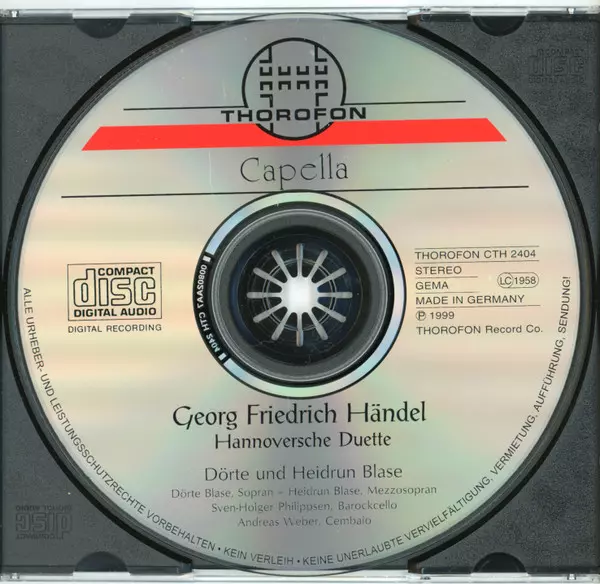 THOROFON
Capella
COMPACT
disc
DIGITAL AUDIO
DIGITAL RECORDING
THOROFON CTH 2404
STEREO
GEMA
LC 1958
MADE IN GERMANY
℗ 1999
THOROFON Record Co.
Georg Friedrich Händel
Hannoversche Duette
Dörte und Heidrun Blase
Dörte Blase, Sopran – Heidrun Blase, Mezzosopran
Sven-Holger Philippsen, Barockcello
Andreas Weber, Cembalo
ALLE URHEBER- UND LEISTUNGSSCHUTZRECHTE VORBEHALTEN • KEIN VERLEIH • KEINE UNERLAUBTE VERVIELFÄLTIGUNG, VERMIETUNG, AUFFÜHRUNG, SENDUNG!